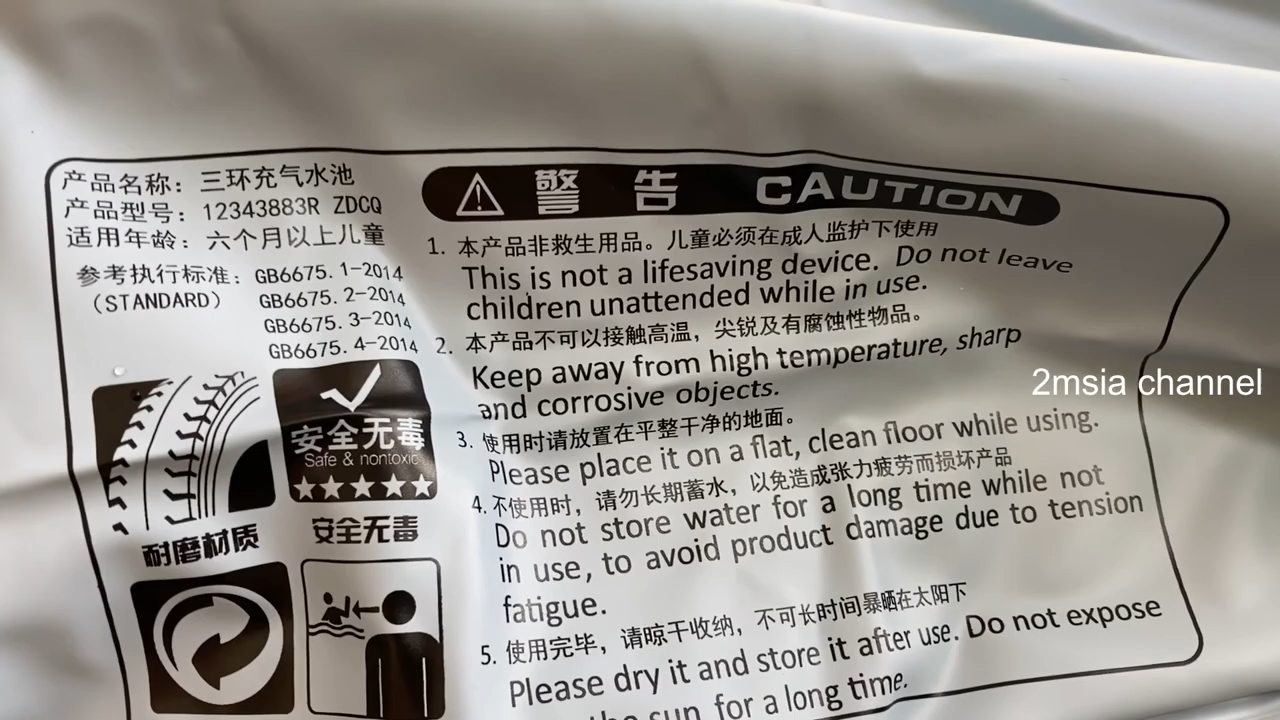 产品名称：三环充气水池
产品型号：12343883R ZDCQ
适用年龄：六个月以上儿童
参考执行标准：GB6675.1-2014
（STANDARD） GB6675.2-2014
GB6675.3-2014
GB6675.4-2014
安全无毒
Safe & nontoxic
耐磨材质
安全无毒
警告 CAUTION
1. 本产品非救生用品。儿童必须在成人监护下使用
This is not a lifesaving device. Do not leave
children unattended while in use.
2. 本产品不可以接触高温，尖锐及有腐蚀性物品。
Keep away from high temperature, sharp
and corrosive objects.
3. 使用时请放置在平整干净的地面。
Please place it on a flat, clean floor while using.
4. 不使用时，请勿长期蓄水，以免造成张力疲劳而损坏产品
Do not store water for a long time while not
in use, to avoid product damage due to tension
fatigue.
5. 使用完毕，请晾干收纳，不可长时间暴晒在太阳下
Please dry it and store it after use. Do not expose
the sun for a long time.
2msia channel